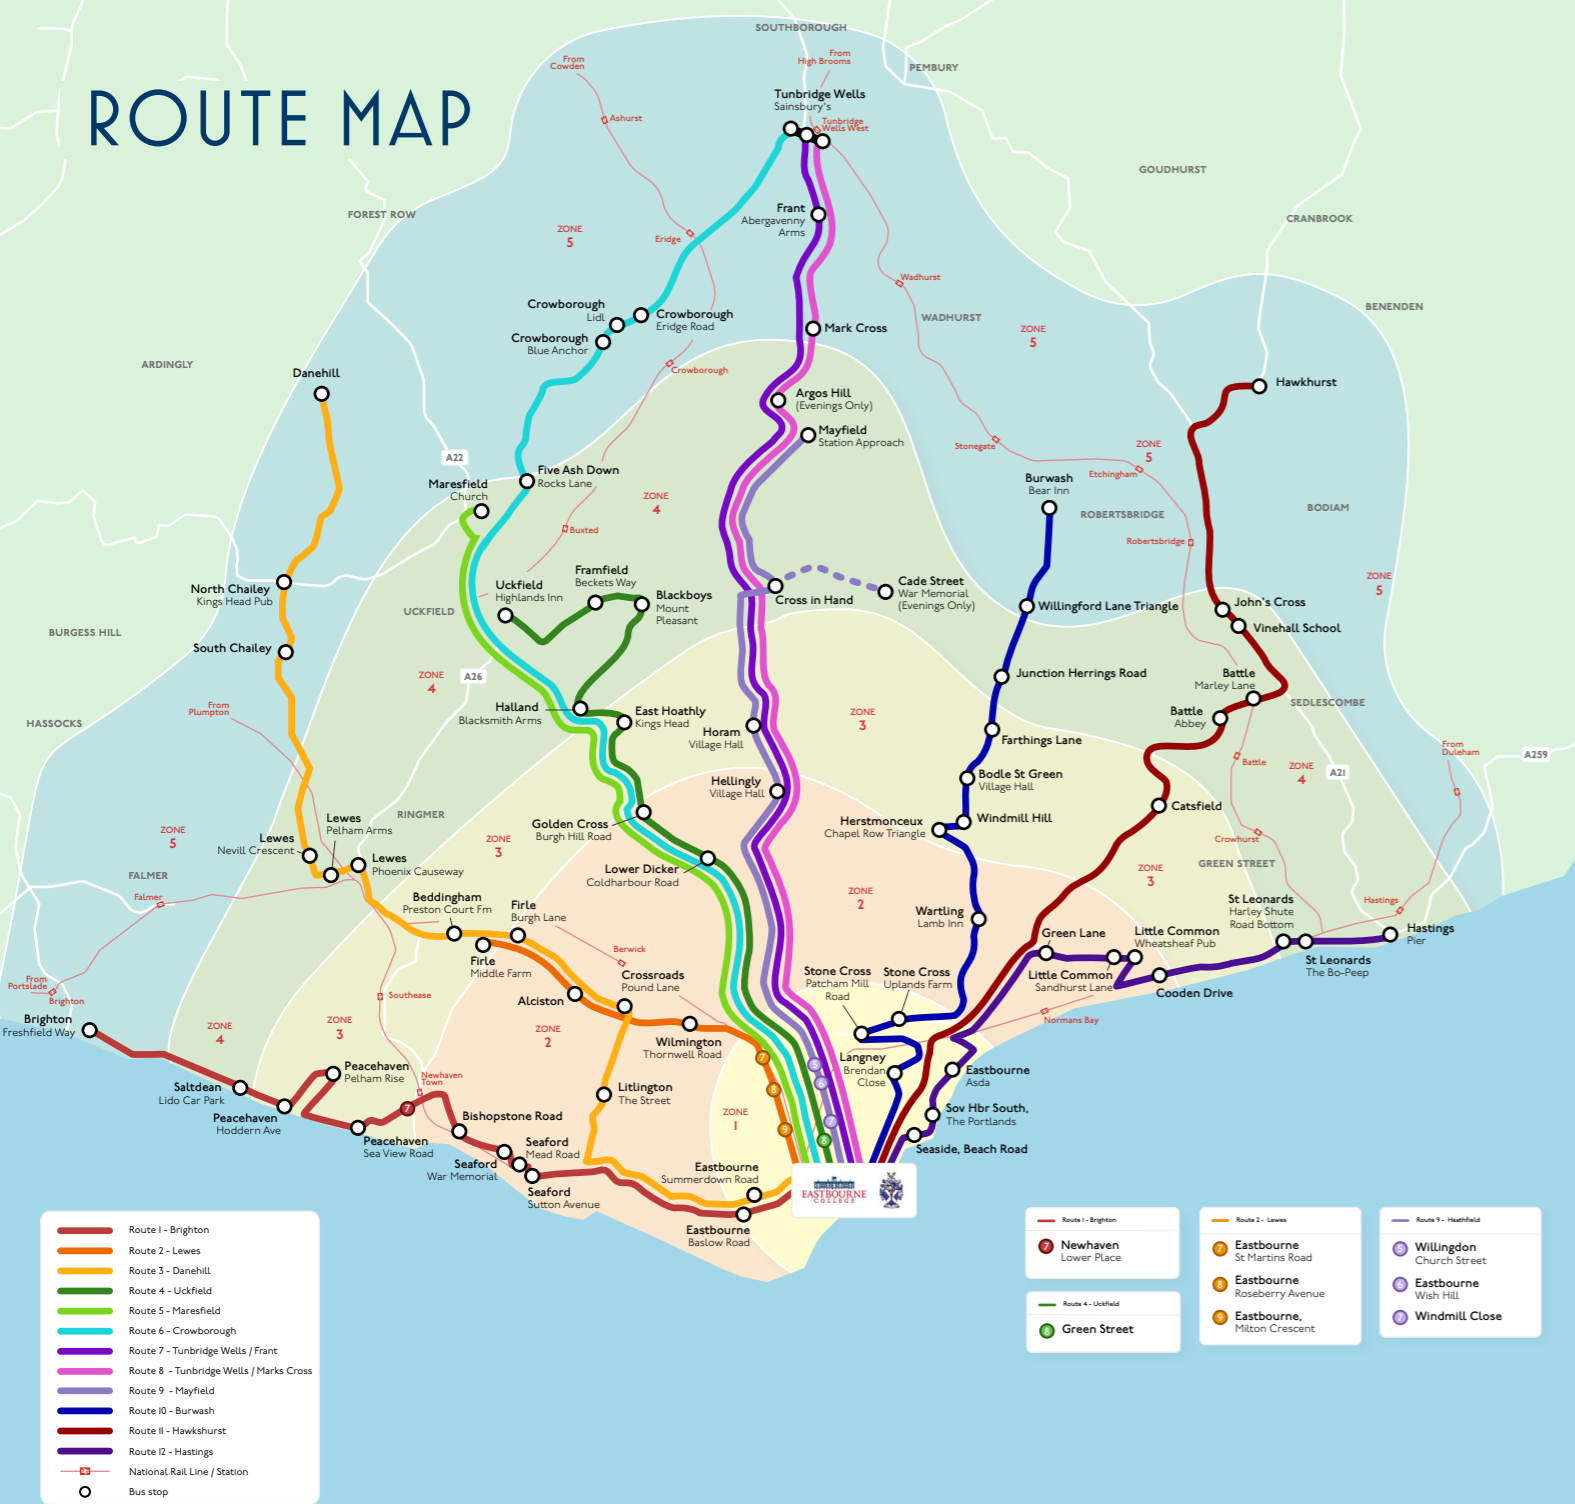 ROUTE MAP
SOUTHBOROUGH
From
Cowden
From
High Brooms
PEMBURY
Tunbridge Wells
Sainsbury's
Tunbridge
Wells West
Ashurst
GOUDHURST
FOREST ROW
CRANBROOK
Frant
Abergavenny
Arms
ZONE
5
Eridge
Wadhurst
WADHURST
BENENDEN
Crowborough
Lidl
Crowborough
Eridge Road
Crowborough
Blue Anchor
Mark Cross
ZONE
5
ARDINGLY
Danehill
Crowborough
Hawkhurst
Argos Hill
(Evenings Only)
Mayfield
Station Approach
Stonegate
ZONE
5
Etchingham
A22
Five Ash Down
Rocks Lane
Maresfield
Church
ZONE
4
Burwash
Bear Inn
ROBERTSBRIDGE
BODIAM
Buxted
Robertsbridge
Uckfield
Highlands Inn
Framfield
Beckets Way
Blackboys
Mount
Pleasant
Cross in Hand
Cade Street
War Memorial
(Evenings Only)
ZONE
5
North Chailey
Kings Head Pub
UCKFIELD
Willingford Lane Triangle
John's Cross
Vinehall School
BURGESS HILL
South Chailey
A26
ZONE
4
Junction Herrings Road
Battle
Marley Lane
From
Plumpton
HASSOCKS
Halland
Blacksmith Arms
East Hoathly
Kings Head
Horam
Village Hall
ZONE
3
Farthings Lane
Battle
Abbey
SEDLESCOMBE
From
Duleham
A259
Battle
ZONE
4
A21
Hellingly
Village Hall
Bodle St Green
Village Hall
Catsfield
RINGMER
Golden Cross
Burgh Hill Road
Herstmonceux
Chapel Row Triangle
Windmill Hill
Crowhurst
Lewes
Pelham Arms
Lewes
Nevill Crescent
ZONE
5
ZONE
3
Lewes
Phoenix Causeway
Lower Dicker
Coldharbour Road
GREEN STREET
ZONE
3
FALMER
Falmer
Beddingham
Preston Court Fm
Firle
Burgh Lane
ZONE
2
Wartling
Lamb Inn
St Leonards
Harley Shute
Road Bottom
Hastings
Hastings
Pier
Green Lane
Little Common
Wheatsheaf Pub
Firle
Middle Farm
Berwick
Crossroads
Pound Lane
Stone Cross
Patcham Mill
Road
Stone Cross
Uplands Farm
Little Common
Sandhurst Lane
Cooden Drive
St Leonards
The Bo-Peep
From
Portslade
Brighton
Southease
Alciston
Normans Bay
Brighton
Freshfield Way
ZONE
4
ZONE
3
ZONE
2
Wilmington
Thornwell Road
Langney
Brendan
Close
Eastbourne
Asda
Peacehaven
Pelham Rise
Newhaven
Town
Saltdean
Lido Car Park
Litlington
The Street
7
5
8
6
Peacehaven
Hoddern Ave
7
Bishopstone Road
ZONE
1
7
Sov Hbr South,
The Portlands
9
8
Peacehaven
Sea View Road
Seaford
Mead Road
Seaside, Beach Road
Seaford
War Memorial
Seaford
Sutton Avenue
Eastbourne
Summerdown Road
EASTBOURNE
COLLEGE
Eastbourne
Baslow Road
Route 1 - Brighton
Route 2 - Lewes
Route 3 - Danehill
Route 4 - Uckfield
Route 5 - Maresfield
Route 6 - Crowborough
Route 7 - Tunbridge Wells / Frant
Route 8 - Tunbridge Wells / Marks Cross
Route 9 - Mayfield
Route 10 - Burwash
Route 11 - Hawkshurst
Route 12 - Hastings
National Rail Line / Station
Bus stop
Route 1 - Brighton
7 Newhaven
Lower Place
Route 4 - Uckfield
8 Green Street
Route 2 - Lewes
7 Eastbourne
St Martins Road
8 Eastbourne
Roseberry Avenue
9 Eastbourne,
Milton Crescent
Route 9 - Heathfield
5 Willingdon
Church Street
6 Eastbourne
Wish Hill
7 Windmill Close